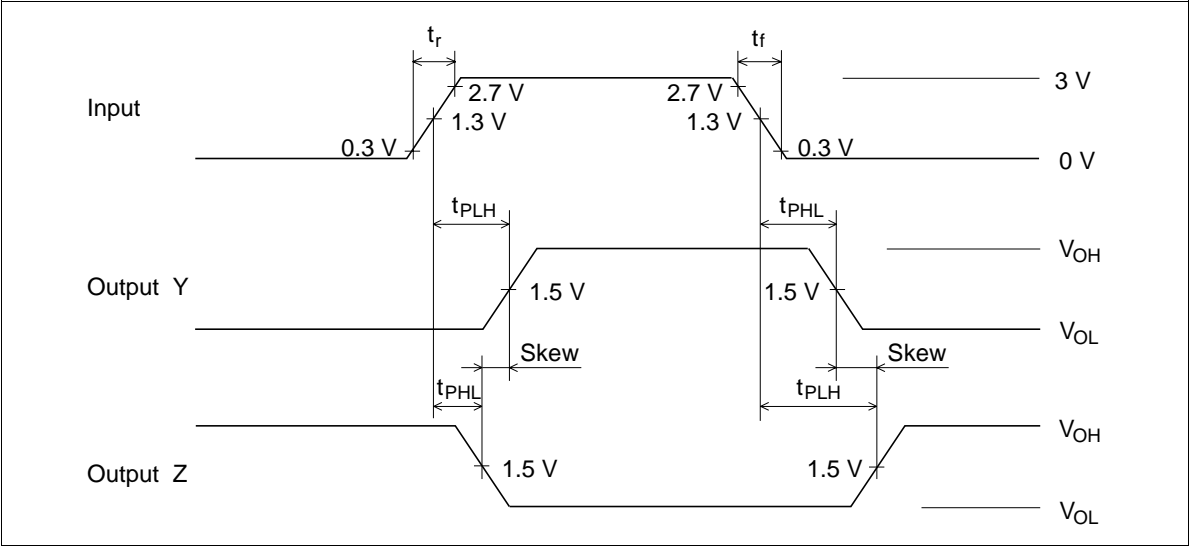 tr tf
3 V
2.7 V 2.7 V
Input
1.3 V 1.3 V
0.3 V 0.3 V
0 V
tPLH tPHL
VOH
Output Y 1.5 V 1.5 V
VOL
Skew Skew
tPHL tPLH
VOH
Output Z 1.5 V 1.5 V
VOL